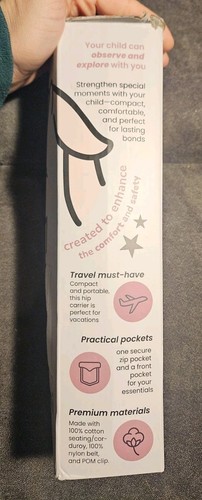 Your child can
observe and
explore with you
Strengthen special
moments with your
child—compact,
comfortable,
and perfect
for lasting
bonds
created to enhance
the comfort and safety
Travel must-have
Compact
and portable,
this hip
carrier is
perfect for
vacations
Practical pockets
one secure
zip pocket
and a front
pocket
for your
essentials
Premium materials
Made with
100% cotton
seating/cor-
duroy, 100%
nylon belt,
and POM clip.